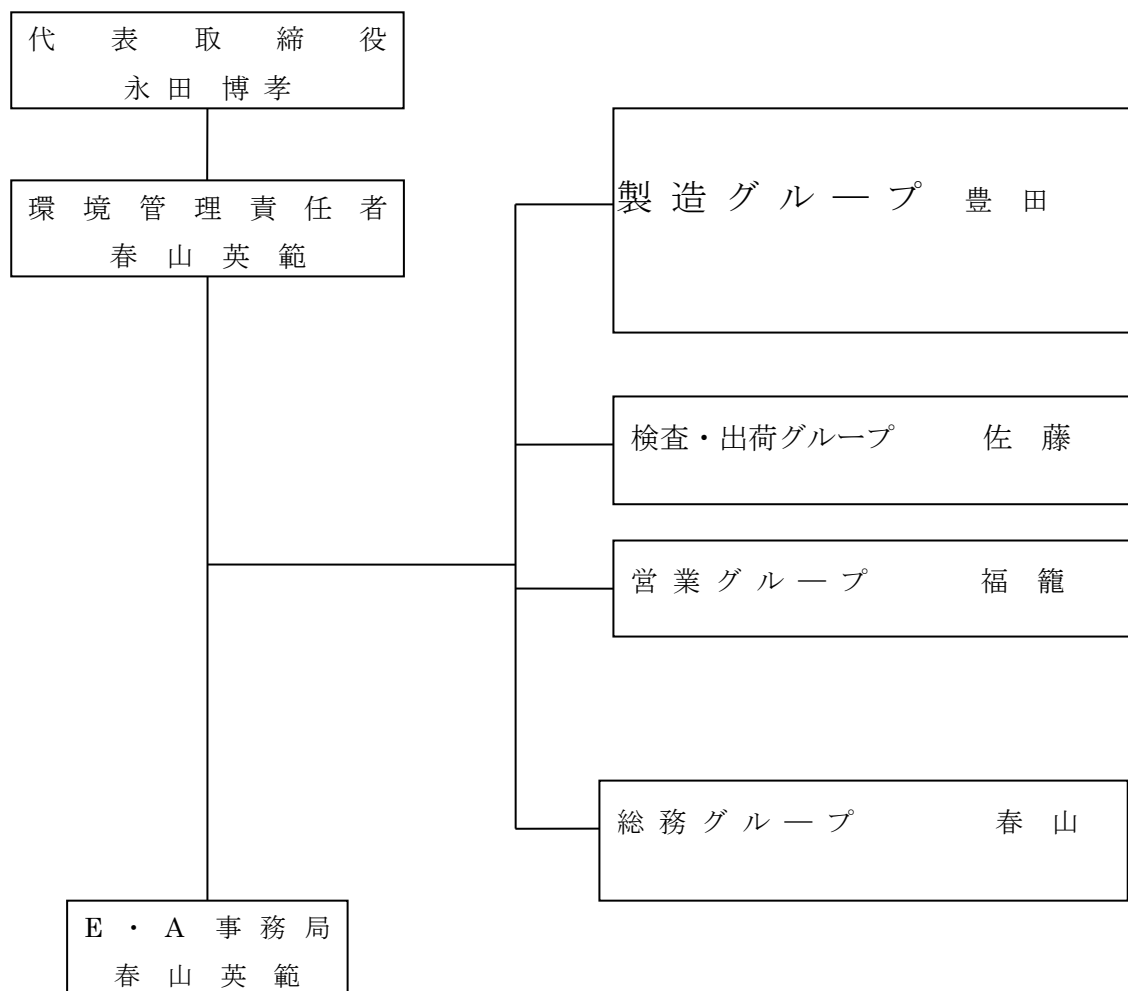 代表取締役
永田 博孝
環境管理責任者
春山英範
製造グル―プ 豊田
検査・出荷グループ 佐藤
営業グル―プ 福籠
総務グル―プ 春山
E・A事務局
春山英範